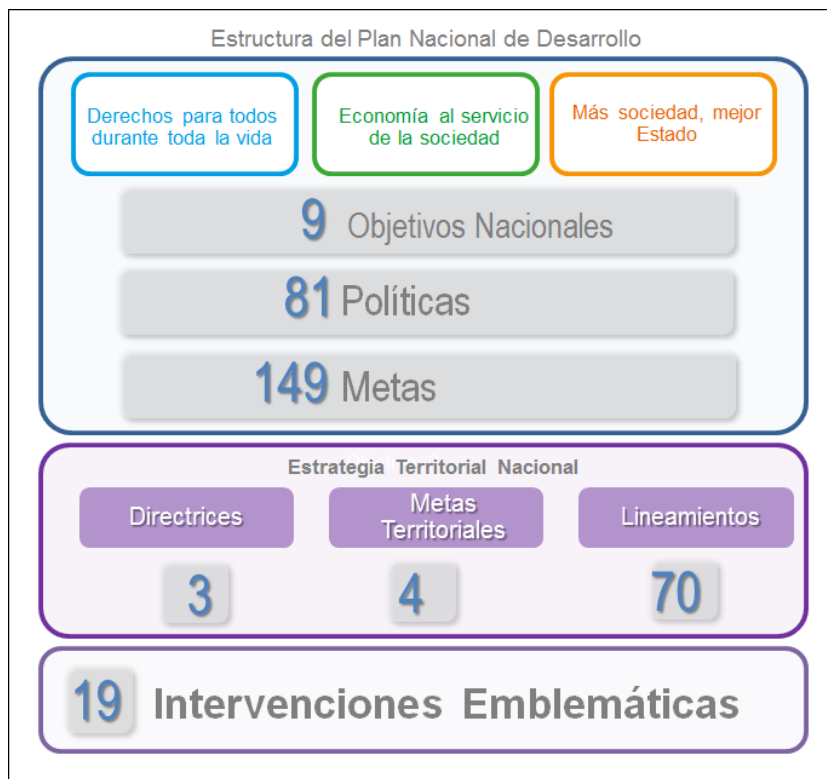 Estructura del Plan Nacional de Desarrollo
Derechos para todos
durante toda la vida
Economía al servicio
de la sociedad
Más sociedad, mejor
Estado
9 Objetivos Nacionales
81 Políticas
149 Metas
Estrategia Territorial Nacional
Directrices
Metas
Territoriales
Lineamientos
3
4
70
19 Intervenciones Emblemáticas